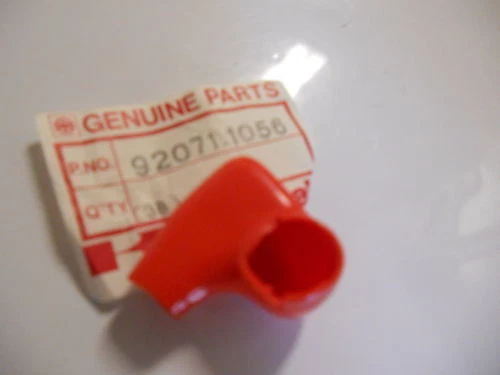 GENUINE PARTS
P.NO. 92071-1056
Q'TY